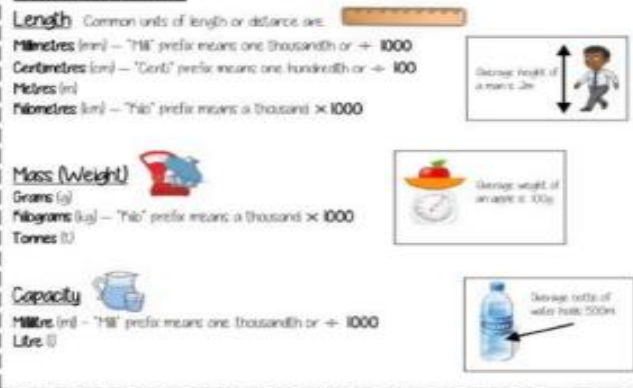 Length Common units of length or distance are
Millimetres (mm) – "Milli" prefix means one thousandth or ÷ 1000
Centimetres (cm) – "Centi" prefix means one hundredth or ÷ 100
Metres (m)
Kilometres (km) – "Kilo" prefix means a thousand × 1000
Average height of
a man is 2m
Mass (Weight)
Grams (g)
Kilograms (kg) – "Kilo" prefix means a thousand × 1000
Tonnes (t)
Average weight of
an apple is 100g
Capacity
Millilitre (ml) – "Milli" prefix means one thousandth or ÷ 1000
Litre (l)
Average bottle of
water holds 500ml